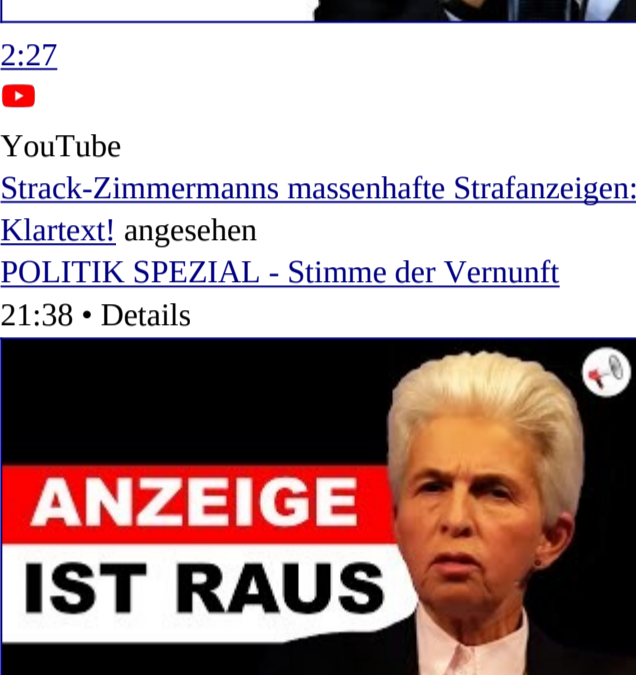 2:27
YouTube
Strack-Zimmermanns massenhafte Strafanzeigen:
Klartext! angesehen
POLITIK SPEZIAL - Stimme der Vernunft
21:38 • Details
ANZEIGE
IST RAUS